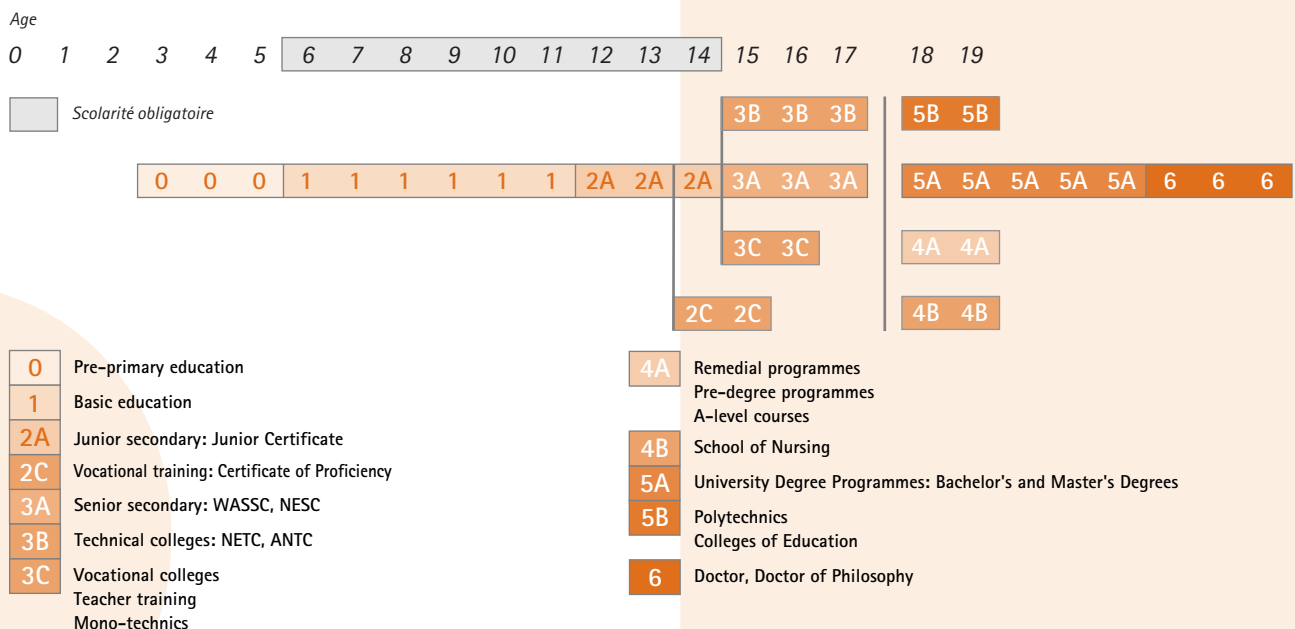 Age
0 1 2 3 4 5 6 7 8 9 10 11 12 13 14 15 16 17 18 19
Scolarité obligatoire
3B 3B 3B 5B 5B
0 0 0 1 1 1 1 1 1 2A 2A 2A 3A 3A 3A 5A 5A 5A 5A 5A 6 6 6
3C 3C 4A 4A
2C 2C 4B 4B
0 Pre-primary education
1 Basic education
2A Junior secondary: Junior Certificate
2C Vocational training: Certificate of Proficiency
3A Senior secondary: WASSC, NESC
3B Technical colleges: NETC, ANTC
3C Vocational colleges
Teacher training
Mono-technics
4A Remedial programmes
Pre-degree programmes
A-level courses
4B School of Nursing
5A University Degree Programmes: Bachelor's and Master's Degrees
5B Polytechnics
Colleges of Education
6 Doctor, Doctor of Philosophy